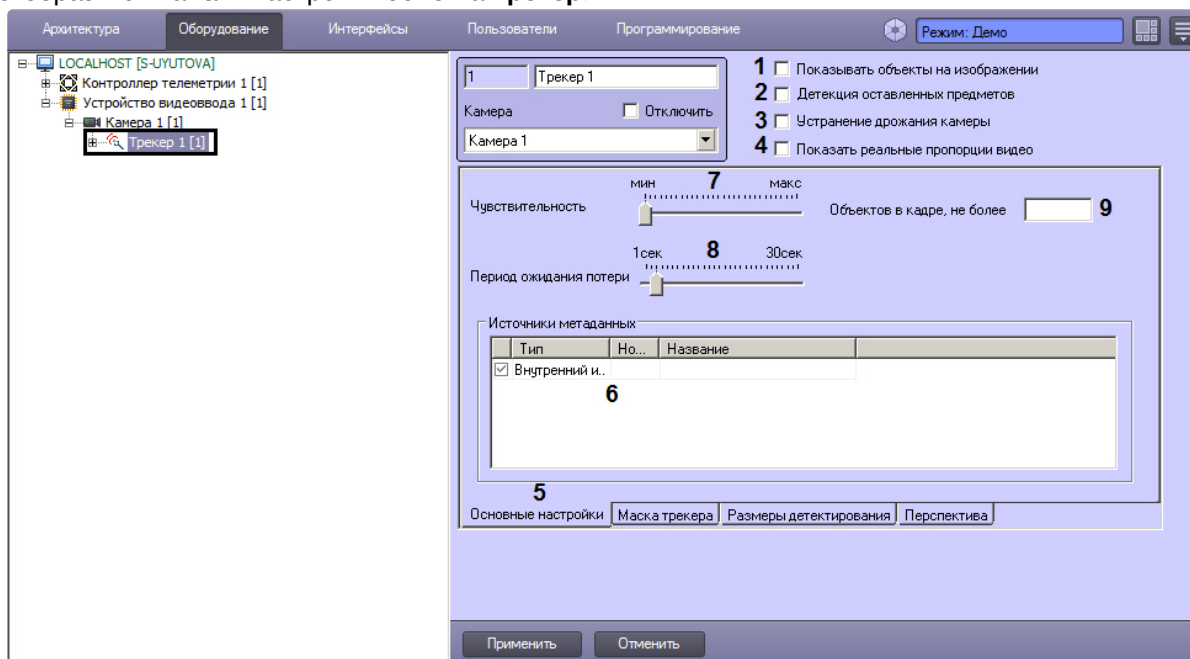 Архитектура Оборудование Интерфейсы Пользователи Программирование Режим: Демо
LOCALHOST [S-UYUTOVA]
Контроллер телеметрии 1 [1]
Устройство видеоввода 1 [1]
Камера 1 [1]
Трекер 1 [1]
1 Трекер 1
Камера Отключить
Камера 1
1 Показывать объекты на изображении
2 Детекция оставленных предметов
3 Устранение дрожания камеры
4 Показать реальные пропорции видео
мин 7 макс
Чувствительность
Объектов в кадре, не более 9
1сек 8 30сек
Период ожидания потери
Источники метаданных
Тип Но... Название
Внутренний и..
6
5
Основные настройки Маска трекера Размеры детектирования Перспектива
Применить Отменить